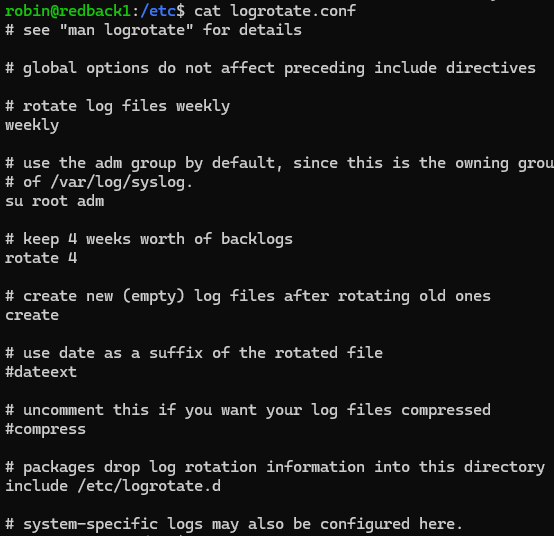 robin@redback1:/etc$ cat logrotate.conf
# see "man logrotate" for details
# global options do not affect preceding include directives
# rotate log files weekly
weekly
# use the adm group by default, since this is the owning grou
# of /var/log/syslog.
su root adm
# keep 4 weeks worth of backlogs
rotate 4
# create new (empty) log files after rotating old ones
create
# use date as a suffix of the rotated file
#dateext
# uncomment this if you want your log files compressed
#compress
# packages drop log rotation information into this directory
include /etc/logrotate.d
# system-specific logs may also be configured here.